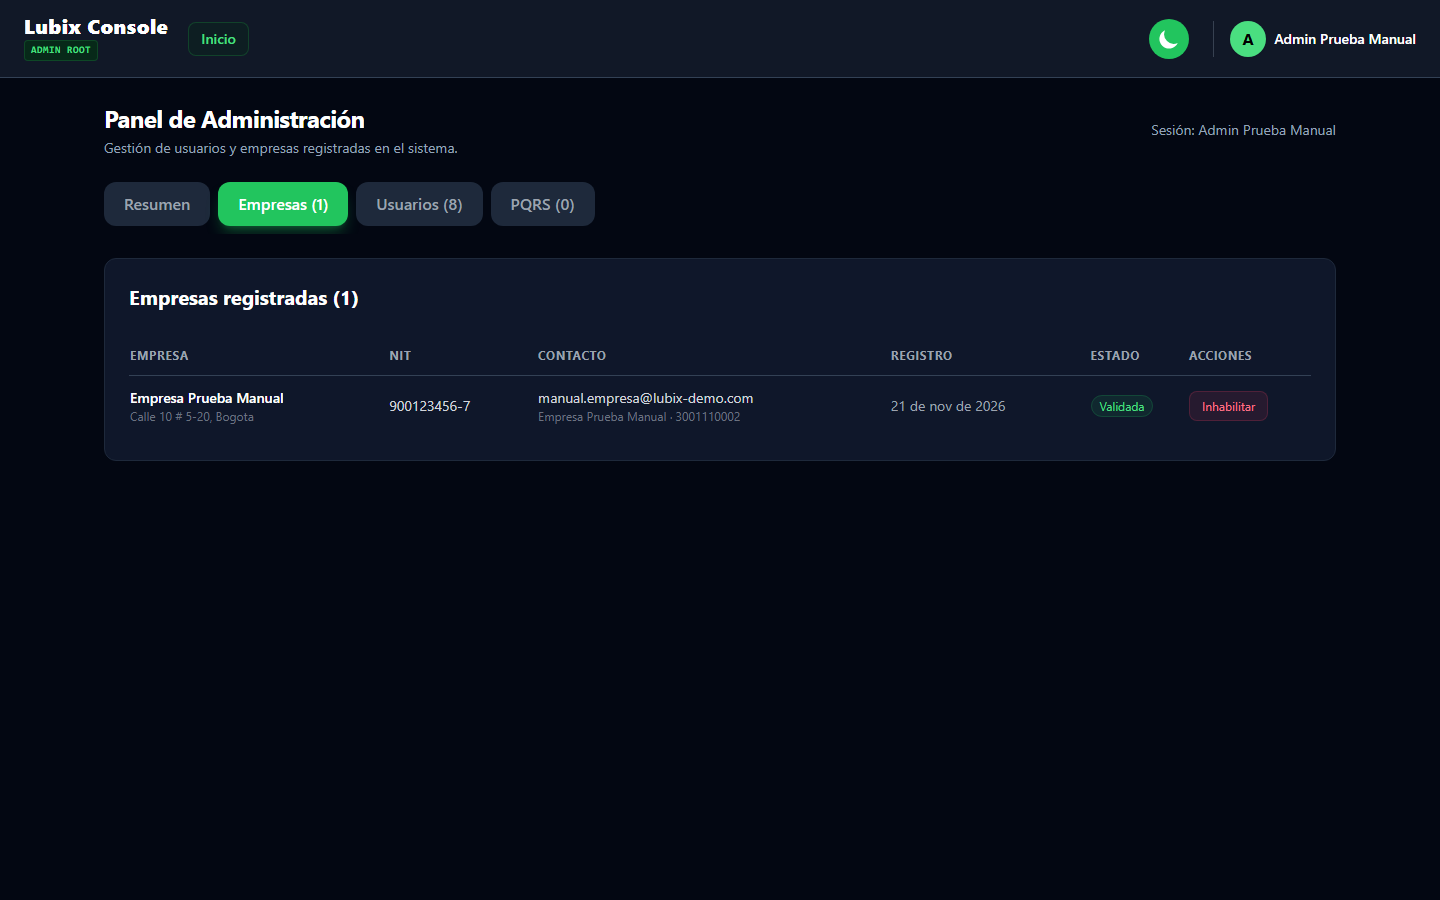 Lubix Console
ADMIN ROOT
Inicio
A
Admin Prueba Manual
Panel de Administración
Gestión de usuarios y empresas registradas en el sistema.
Sesión: Admin Prueba Manual
Resumen
Empresas (1)
Usuarios (8)
PQRS (0)
Empresas registradas (1)
EMPRESA NIT CONTACTO REGISTRO ESTADO ACCIONES
Empresa Prueba Manual
Calle 10 # 5-20, Bogota
900123456-7
manual.empresa@lubix-demo.com
Empresa Prueba Manual · 3001110002
21 de nov de 2026
Validada
Inhabilitar